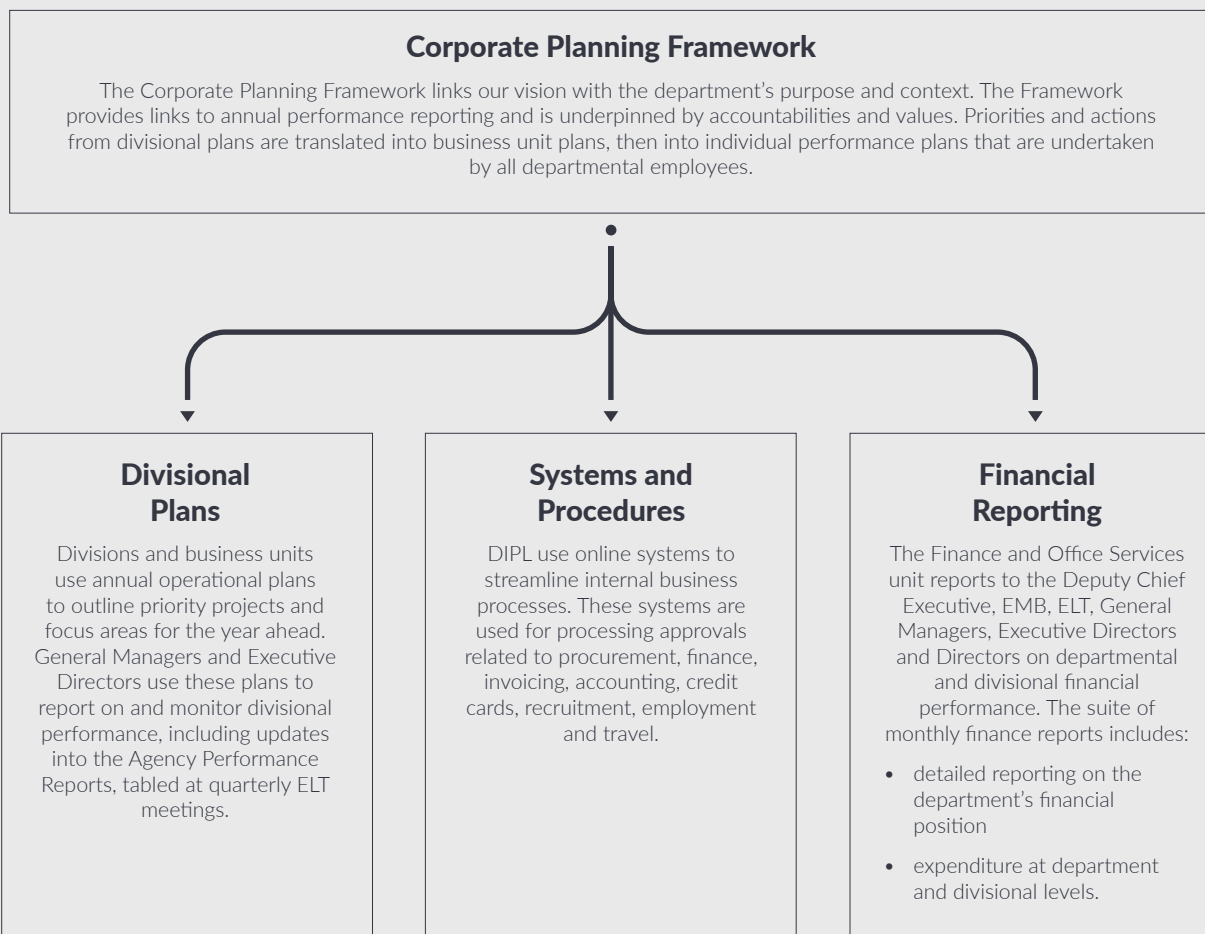 Corporate Planning Framework
The Corporate Planning Framework links our vision with the department’s purpose and context. The Framework
provides links to annual performance reporting and is underpinned by accountabilities and values. Priorities and actions
from divisional plans are translated into business unit plans, then into individual performance plans that are undertaken
by all departmental employees.
Divisional
Plans
Divisions and business units
use annual operational plans
to outline priority projects and
focus areas for the year ahead.
General Managers and Executive
Directors use these plans to
report on and monitor divisional
performance, including updates
into the Agency Performance
Reports, tabled at quarterly ELT
meetings.
Systems and
Procedures
DIPL use online systems to
streamline internal business
processes. These systems are
used for processing approvals
related to procurement, finance,
invoicing, accounting, credit
cards, recruitment, employment
and travel.
Financial
Reporting
The Finance and Office Services
unit reports to the Deputy Chief
Executive, EMB, ELT, General
Managers, Executive Directors
and Directors on departmental
and divisional financial
performance. The suite of
monthly finance reports includes:
• detailed reporting on the
department’s financial
position
• expenditure at department
and divisional levels.